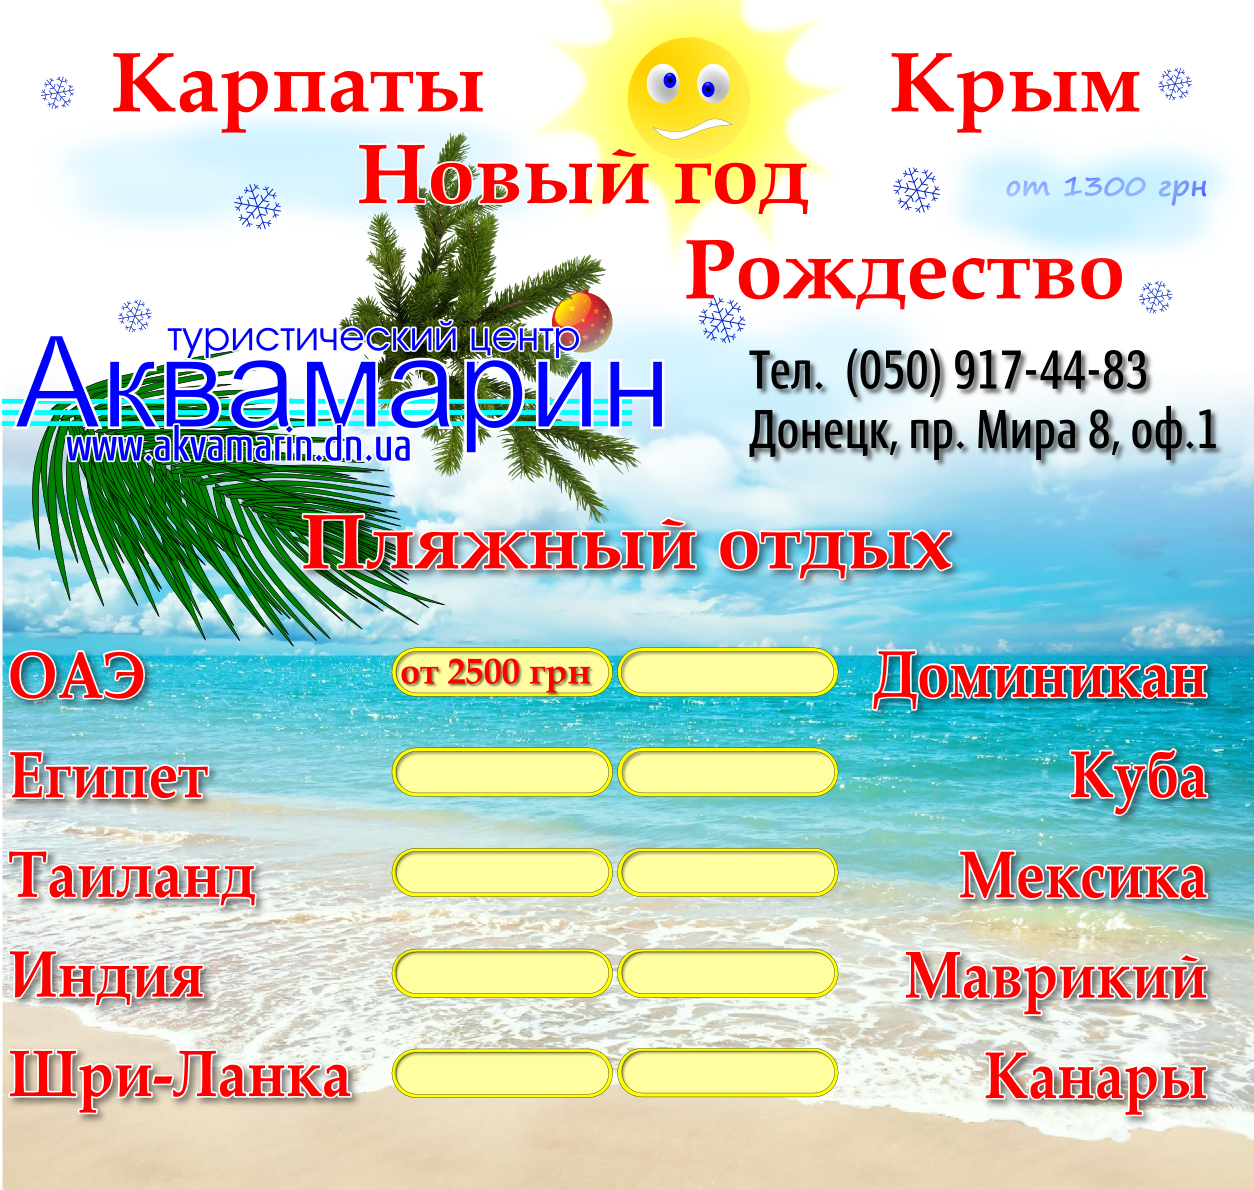 Карпаты
Крым
Новый год
от 1300 грн
Рождество
туристический центр
Аквамарин
www.akvamarin.dn.ua
Тел. (050) 917-44-83
Донецк, пр. Мира 8, оф.1
Пляжный отдых
ОАЭ от 2500 грн Доминикан
Египет Куба
Таиланд Мексика
Индия Маврикий
Шри-Ланка Канары